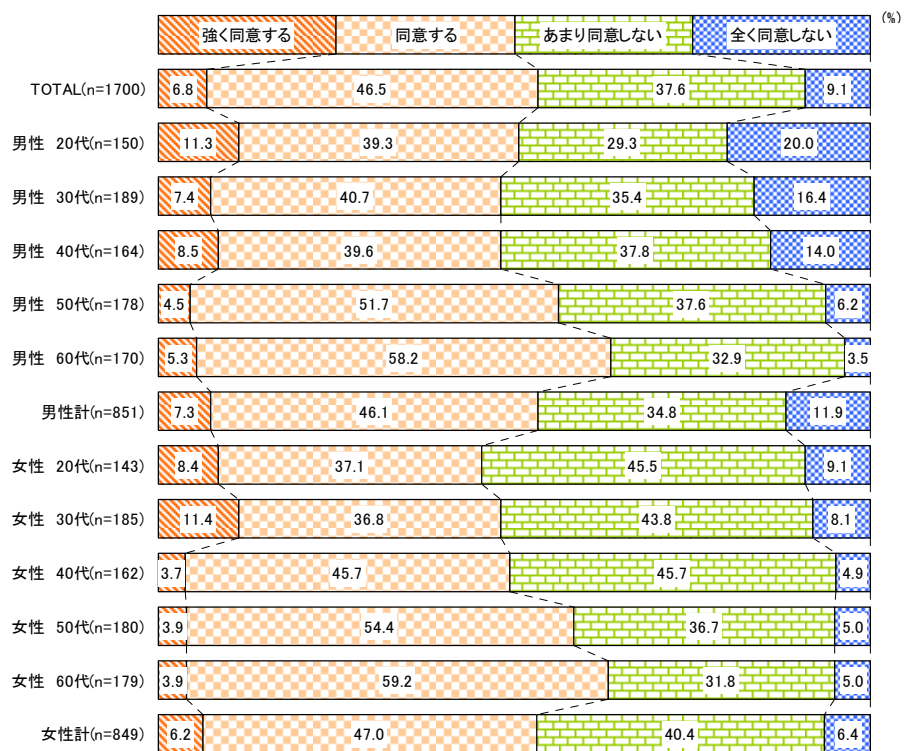 (%)
強く同意する 同意する あまり同意しない 全く同意しない
TOTAL(n=1700) 6.8 46.5 37.6 9.1
男性 20代(n=150) 11.3 39.3 29.3 20.0
男性 30代(n=189) 7.4 40.7 35.4 16.4
男性 40代(n=164) 8.5 39.6 37.8 14.0
男性 50代(n=178) 4.5 51.7 37.6 6.2
男性 60代(n=170) 5.3 58.2 32.9 3.5
男性計(n=851) 7.3 46.1 34.8 11.9
女性 20代(n=143) 8.4 37.1 45.5 9.1
女性 30代(n=185) 11.4 36.8 43.8 8.1
女性 40代(n=162) 3.7 45.7 45.7 4.9
女性 50代(n=180) 3.9 54.4 36.7 5.0
女性 60代(n=179) 3.9 59.2 31.8 5.0
女性計(n=849) 6.2 47.0 40.4 6.4